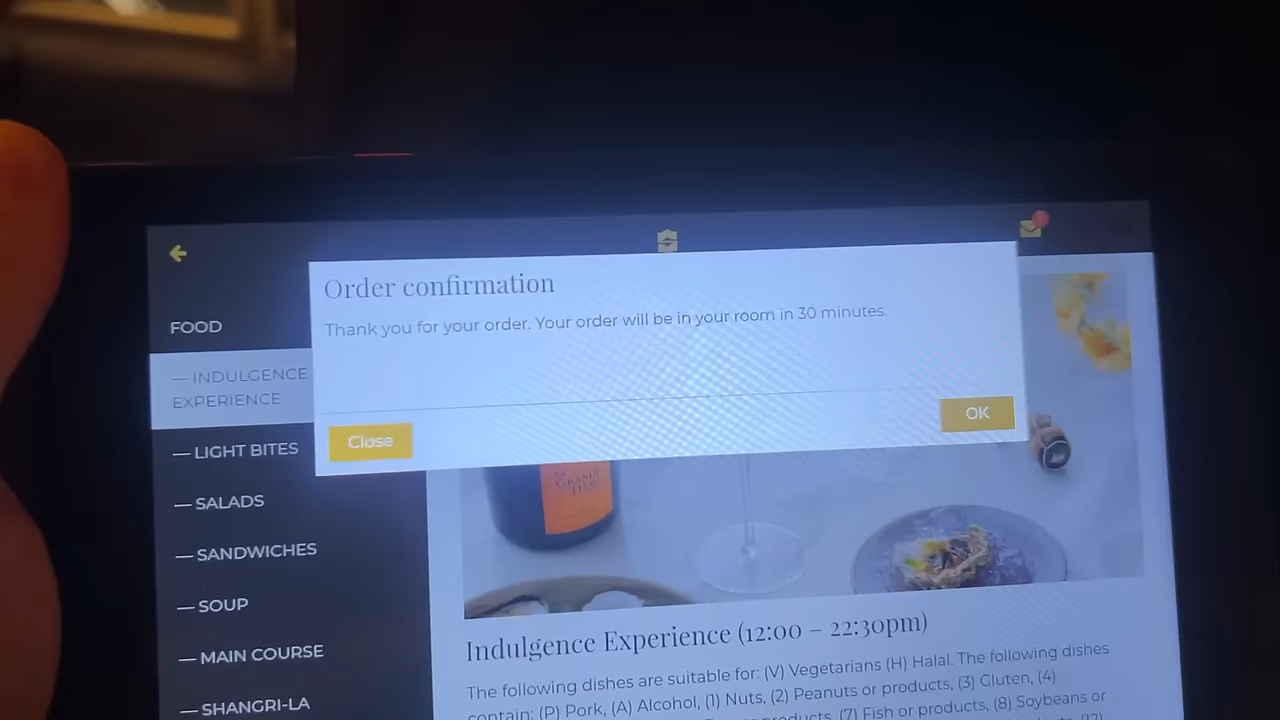 Order confirmation
Thank you for your order. Your order will be in your room in 30 minutes.
Close
OK
FOOD
— INDULGENCE
EXPERIENCE
— LIGHT BITES
— SALADS
— SANDWICHES
— SOUP
— MAIN COURSE
— SHANGRI-LA
GRANDE
DAME
Indulgence Experience (12:00 – 22:30pm)
The following dishes are suitable for: (V) Vegetarians (H) Halal. The following dishes
contain: (P) Pork, (A) Alcohol, (1) Nuts, (2) Peanuts or products, (3) Gluten, (4)
products, (7) Fish or products, (8) Soybeans or